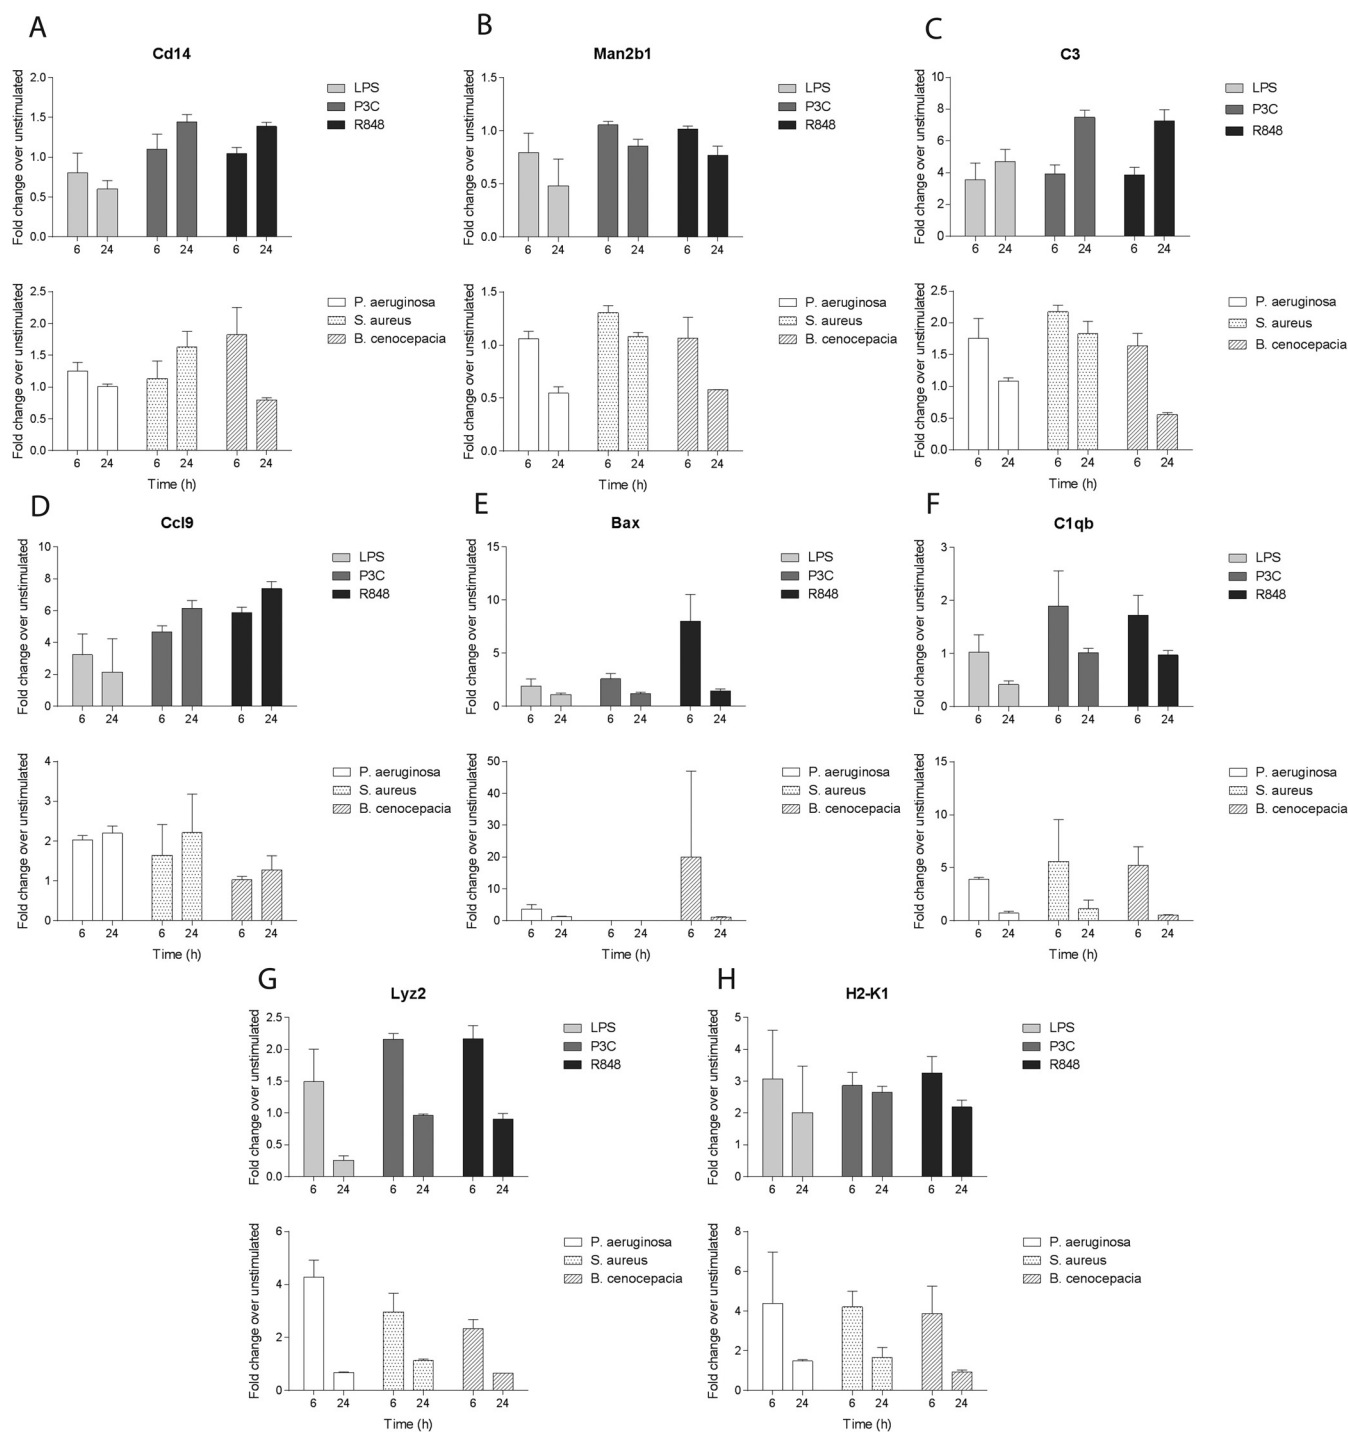 A
Cd14
Fold change over unstimulated
2.0
1.5
1.0
0.5
0.0
6 24 6 24 6 24
LPS
P3C
R848
Fold change over unstimulated
2.5
2.0
1.5
1.0
0.5
0.0
6 24 6 24 6 24
Time (h)
P. aeruginosa
S. aureus
B. cenocepacia
B
Man2b1
Fold change over unstimulated
1.5
1.0
0.5
0.0
6 24 6 24 6 24
LPS
P3C
R848
Fold change over unstimulated
1.5
1.0
0.5
0.0
6 24 6 24 6 24
Time (h)
P. aeruginosa
S. aureus
B. cenocepacia
C
C3
Fold change over unstimulated
10
8
6
4
2
0
6 24 6 24 6 24
LPS
P3C
R848
Fold change over unstimulated
2.5
2.0
1.5
1.0
0.5
0.0
6 24 6 24 6 24
Time (h)
P. aeruginosa
S. aureus
B. cenocepacia
D
Ccl9
Fold change over unstimulated
10
8
6
4
2
0
6 24 6 24 6 24
LPS
P3C
R848
Fold change over unstimulated
4
3
2
1
0
6 24 6 24 6 24
Time (h)
P. aeruginosa
S. aureus
B. cenocepacia
E
Bax
Fold change over unstimulated
15
10
5
0
6 24 6 24 6 24
LPS
P3C
R848
Fold change over unstimulated
50
40
30
20
10
0
6 24 6 24 6 24
Time (h)
P. aeruginosa
S. aureus
B. cenocepacia
F
C1qb
Fold change over unstimulated
3
2
1
0
6 24 6 24 6 24
LPS
P3C
R848
Fold change over unstimulated
15
10
5
0
6 24 6 24 6 24
Time (h)
P. aeruginosa
S. aureus
B. cenocepacia
G
Lyz2
Fold change over unstimulated
2.5
2.0
1.5
1.0
0.5
0.0
6 24 6 24 6 24
LPS
P3C
R848
Fold change over unstimulated
6
4
2
0
6 24 6 24 6 24
Time (h)
P. aeruginosa
S. aureus
B. cenocepacia
H
H2-K1
Fold change over unstimulated
5
4
3
2
1
0
6 24 6 24 6 24
LPS
P3C
R848
Fold change over unstimulated
8
6
4
2
0
6 24 6 24 6 24
Time (h)
P. aeruginosa
S. aureus
B. cenocepacia